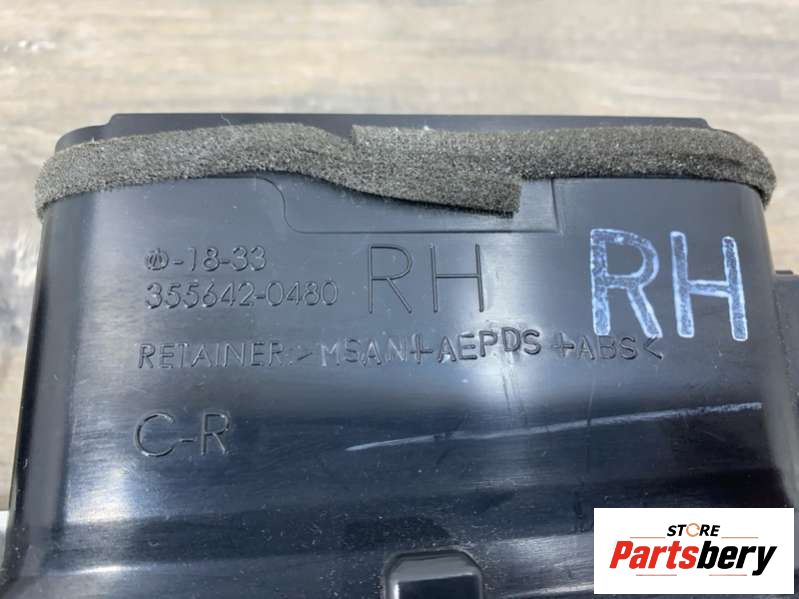 -18-33
355642-0480
RH
RH
RETAINER:>MSAN+AEPDS+ABS<
C-R
STORE
Partsbery